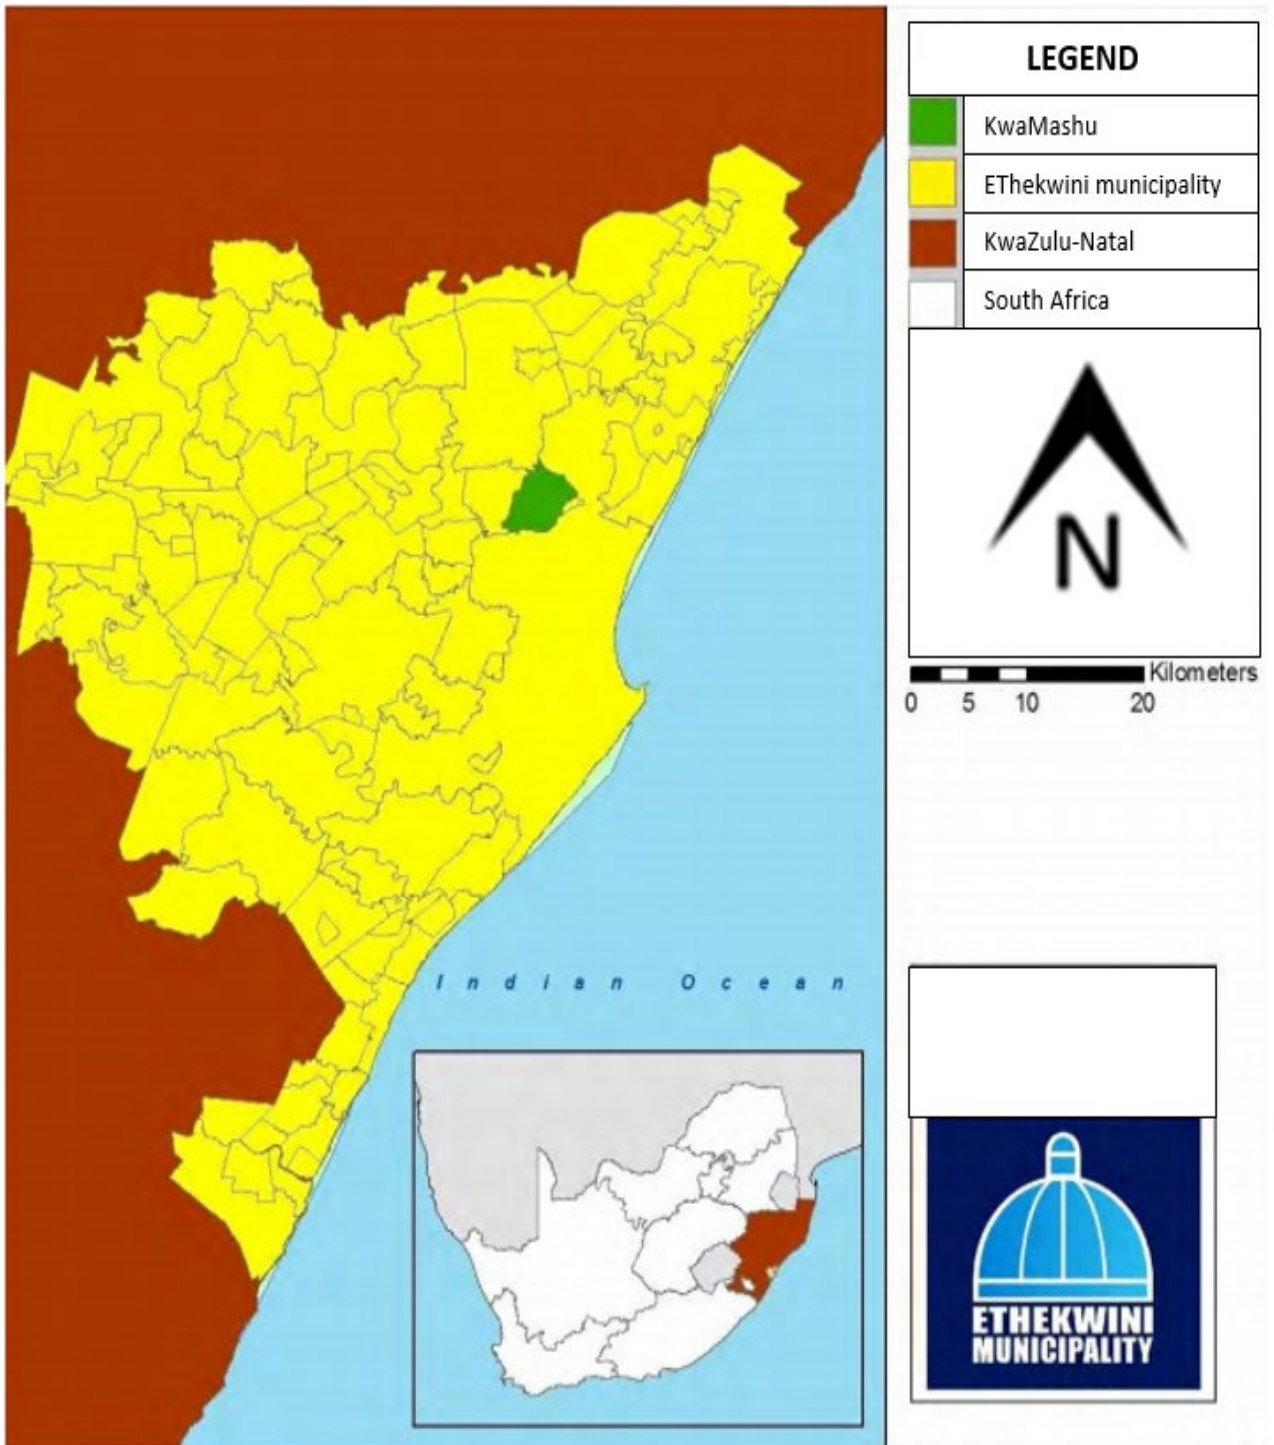 LEGEND
KwaMashu
EThekwini municipality
KwaZulu-Natal
South Africa
N
Kilometers
0 5 10 20
Indian Ocean
ETHEKWINI
MUNICIPALITY